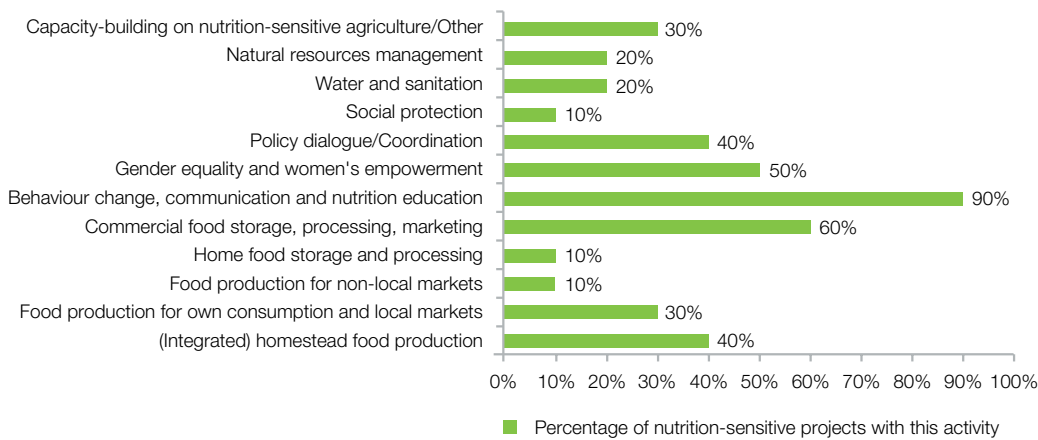 Capacity-building on nutrition-sensitive agriculture/Other 30%
Natural resources management 20%
Water and sanitation 20%
Social protection 10%
Policy dialogue/Coordination 40%
Gender equality and women's empowerment 50%
Behaviour change, communication and nutrition education 90%
Commercial food storage, processing, marketing 60%
Home food storage and processing 10%
Food production for non-local markets 10%
Food production for own consumption and local markets 30%
(Integrated) homestead food production 40%
0% 10% 20% 30% 40% 50% 60% 70% 80% 90% 100%
Percentage of nutrition-sensitive projects with this activity